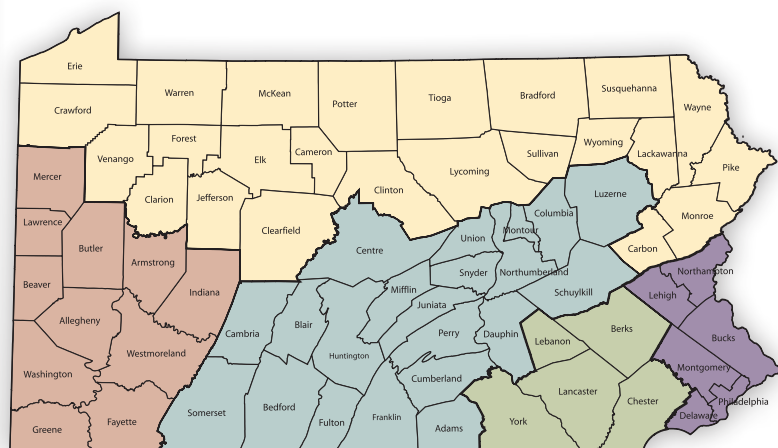 Erie
Warren
McKean
Potter
Tioga
Bradford
Susquehanna
Wayne
Crawford
Forest
Venango
Elk
Cameron
Sullivan
Wyoming
Lackawanna
Pike
Mercer
Clarion
Jefferson
Clinton
Lycoming
Luzerne
Monroe
Lawrence
Clearfield
Columbia
Montour
Union
Centre
Carbon
Butler
Armstrong
Snyder
Northumberland
Northampton
Beaver
Indiana
Mifflin
Juniata
Schuylkill
Lehigh
Allegheny
Cambria
Blair
Perry
Dauphin
Lebanon
Berks
Bucks
Westmoreland
Huntington
Montgomery
Washington
Cumberland
Lancaster
Chester
Philadelphia
Somerset
Bedford
Fulton
Franklin
Adams
York
Delaware
Greene
Fayette